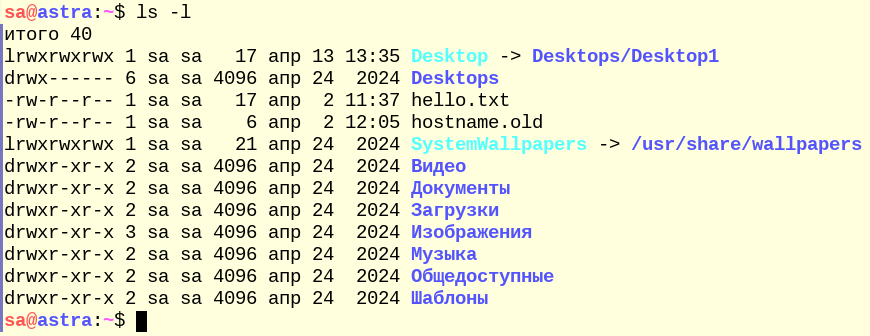 sa@astra:~$ ls -l
итого 40
lrwxrwxrwx 1 sa sa   17 апр 13 13:35 Desktop -> Desktops/Desktop1
drwx------ 6 sa sa 4096 апр 24  2024 Desktops
-rw-r--r-- 1 sa sa   17 апр  2 11:37 hello.txt
-rw-r--r-- 1 sa sa    6 апр  2 12:05 hostname.old
lrwxrwxrwx 1 sa sa   21 апр 24  2024 SystemWallpapers -> /usr/share/wallpapers
drwxr-xr-x 2 sa sa 4096 апр 24  2024 Видео
drwxr-xr-x 2 sa sa 4096 апр 24  2024 Документы
drwxr-xr-x 2 sa sa 4096 апр 24  2024 Загрузки
drwxr-xr-x 3 sa sa 4096 апр 24  2024 Изображения
drwxr-xr-x 2 sa sa 4096 апр 24  2024 Музыка
drwxr-xr-x 2 sa sa 4096 апр 24  2024 Общедоступные
drwxr-xr-x 2 sa sa 4096 апр 24  2024 Шаблоны
sa@astra:~$